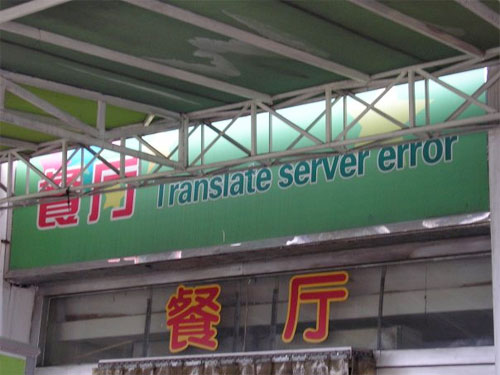 餐厅 Translate server error
餐厅